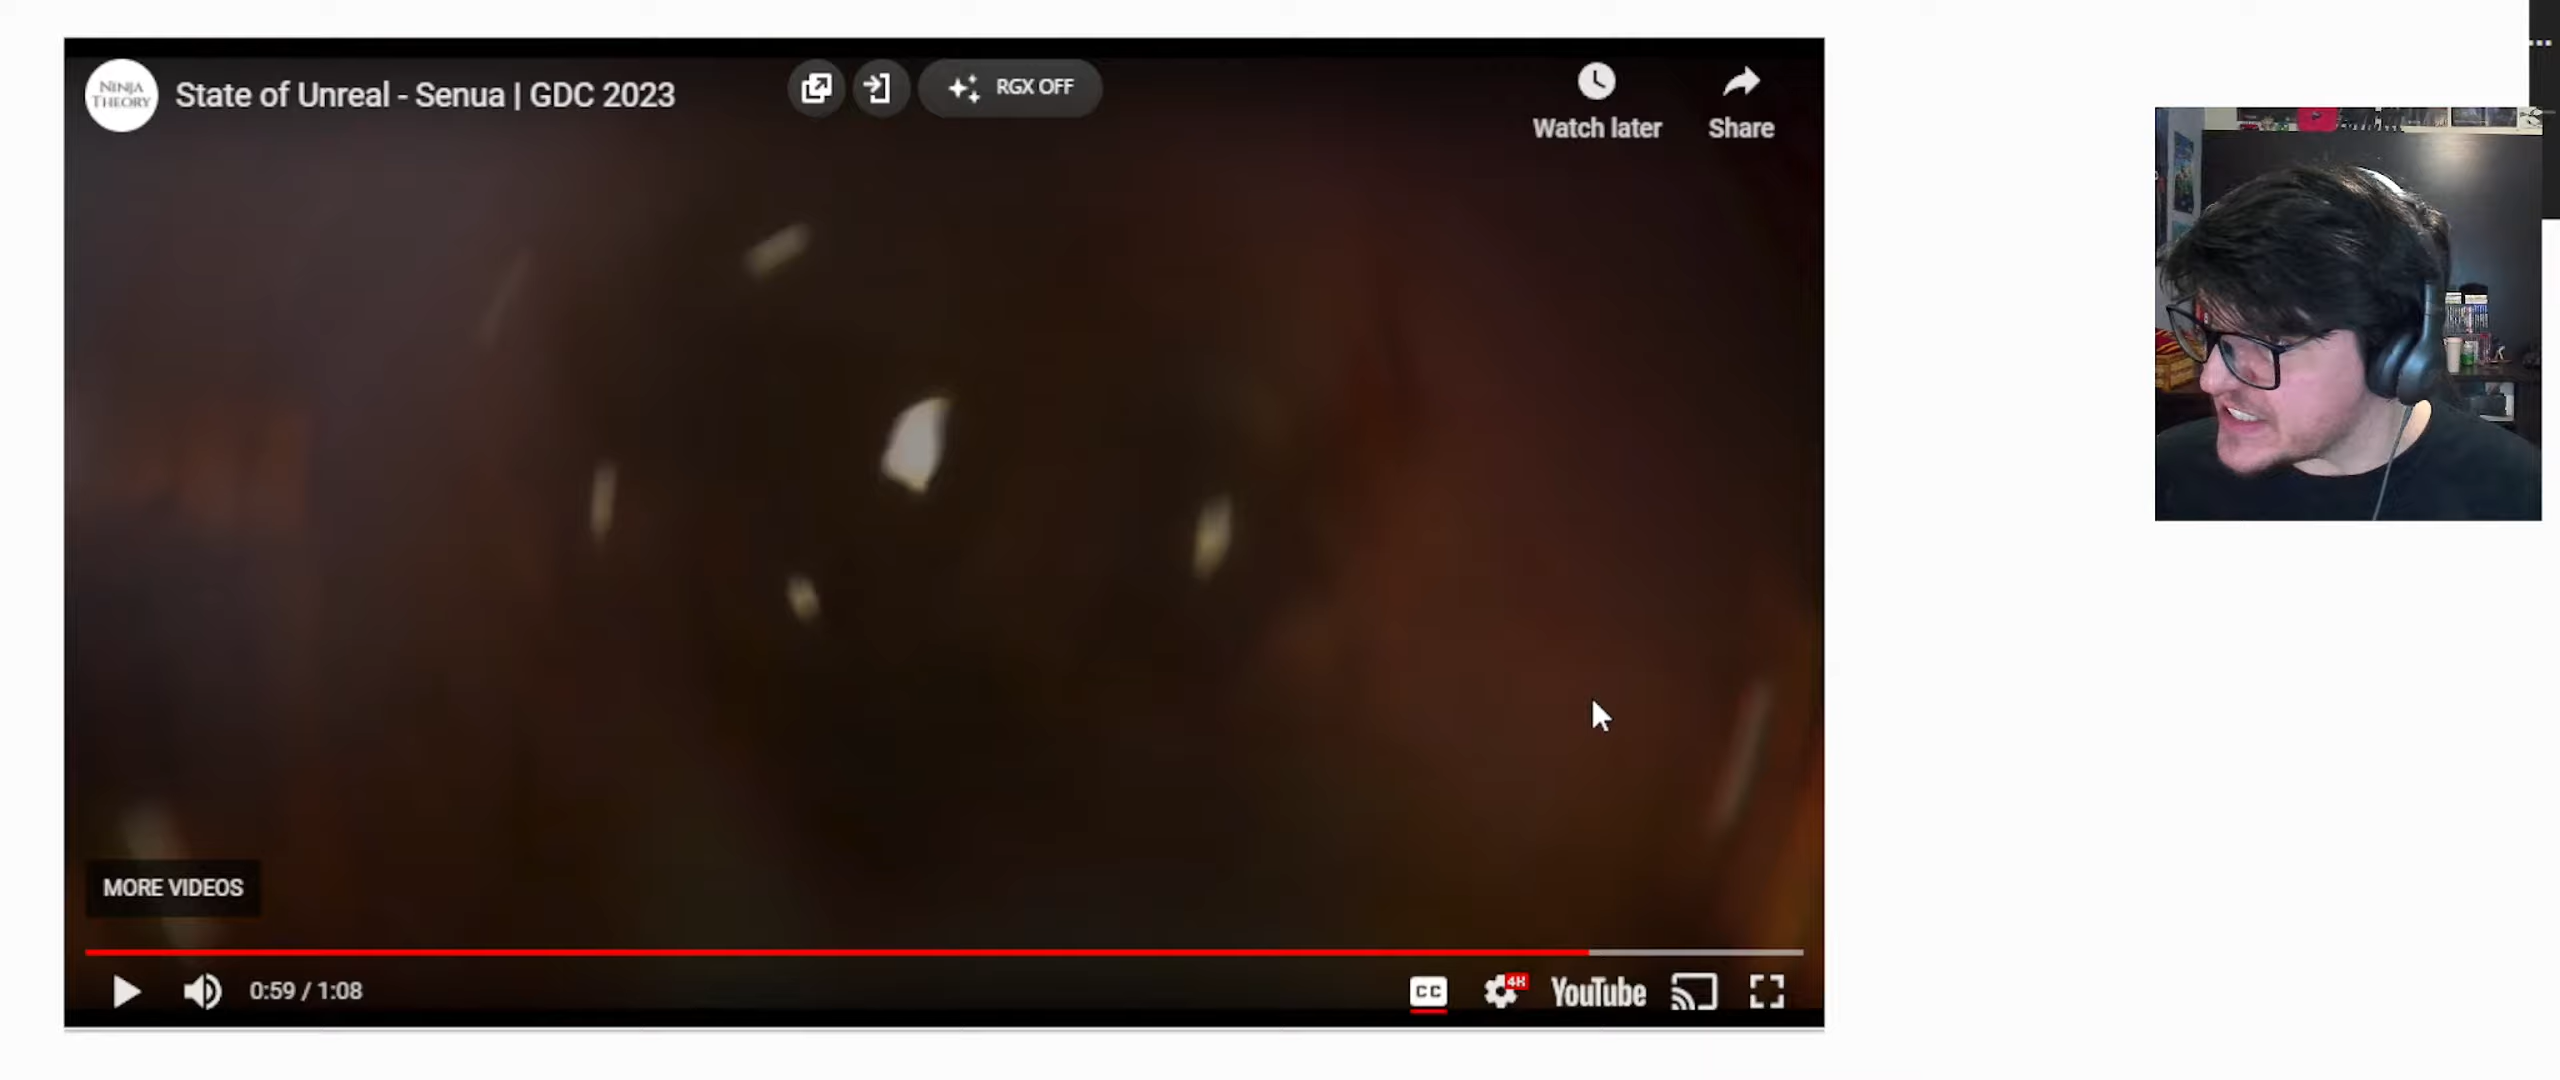 NINJA
THEORY
State of Unreal - Senua | GDC 2023
RGX OFF
Watch later
Share
MORE VIDEOS
0:59 / 1:08
CC
4K
YouTube